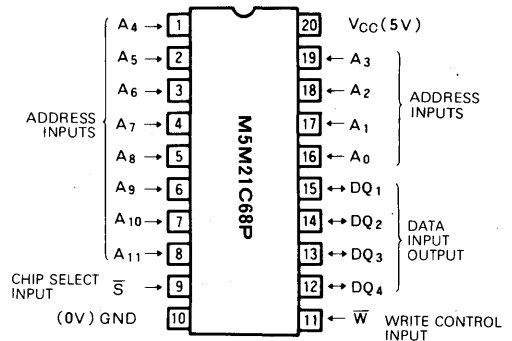 A4 → 1
A5 → 2
A6 → 3
A7 → 4
A8 → 5
A9 → 6
A10 → 7
A11 → 8
ADDRESS
INPUTS
CHIP SELECT
INPUT
S̅ → 9
(0V) GND 10
M5M21C68P
20 VCC (5V)
19 ← A3
18 ← A2
17 ← A1
16 ← A0
ADDRESS
INPUTS
15 ↔ DQ1
14 ↔ DQ2
13 ↔ DQ3
12 ↔ DQ4
DATA
INPUT
OUTPUT
11 ← W̅
WRITE CONTROL
INPUT